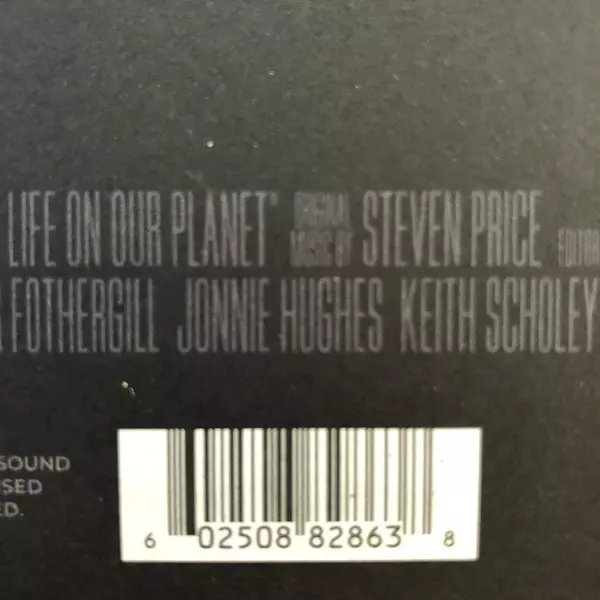 LIFE ON OUR PLANET" ORIGINAL MUSIC BY STEVEN PRICE EDITOR
FOTHERGILL JONNIE HUGHES KEITH SCHOLEY
SOUND
SED
ED.
6 02508 82863 8